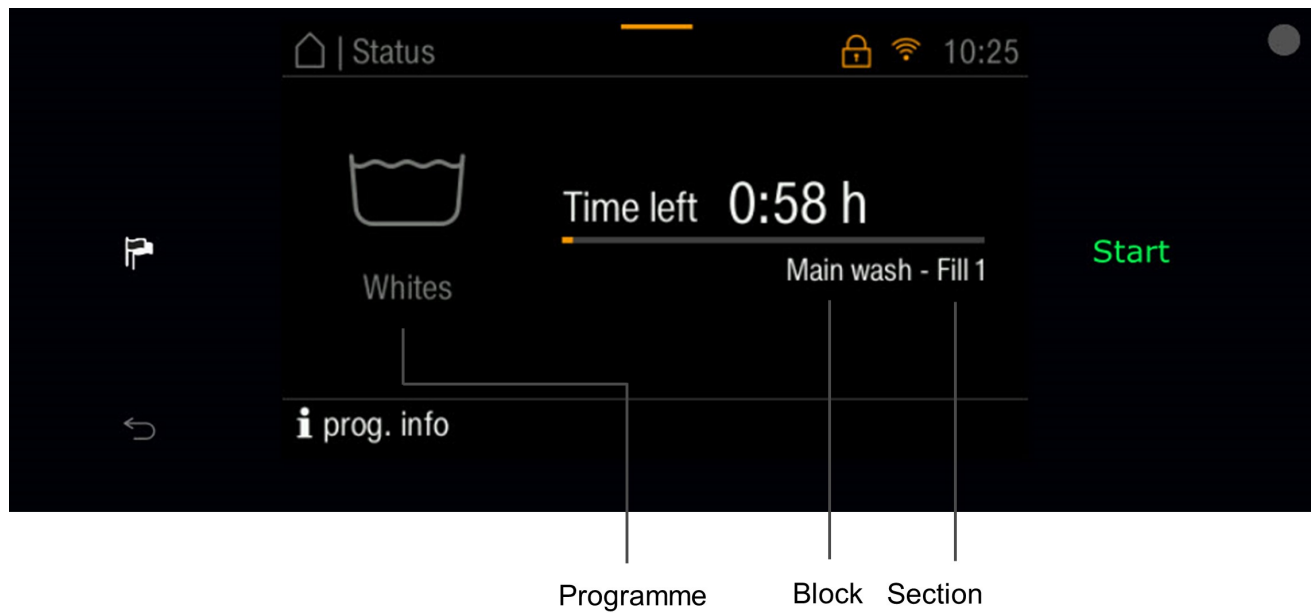 | Status
10:25
Time left 0:58 h
Main wash - Fill 1
Whites
Start
i prog. info
Programme
Block
Section